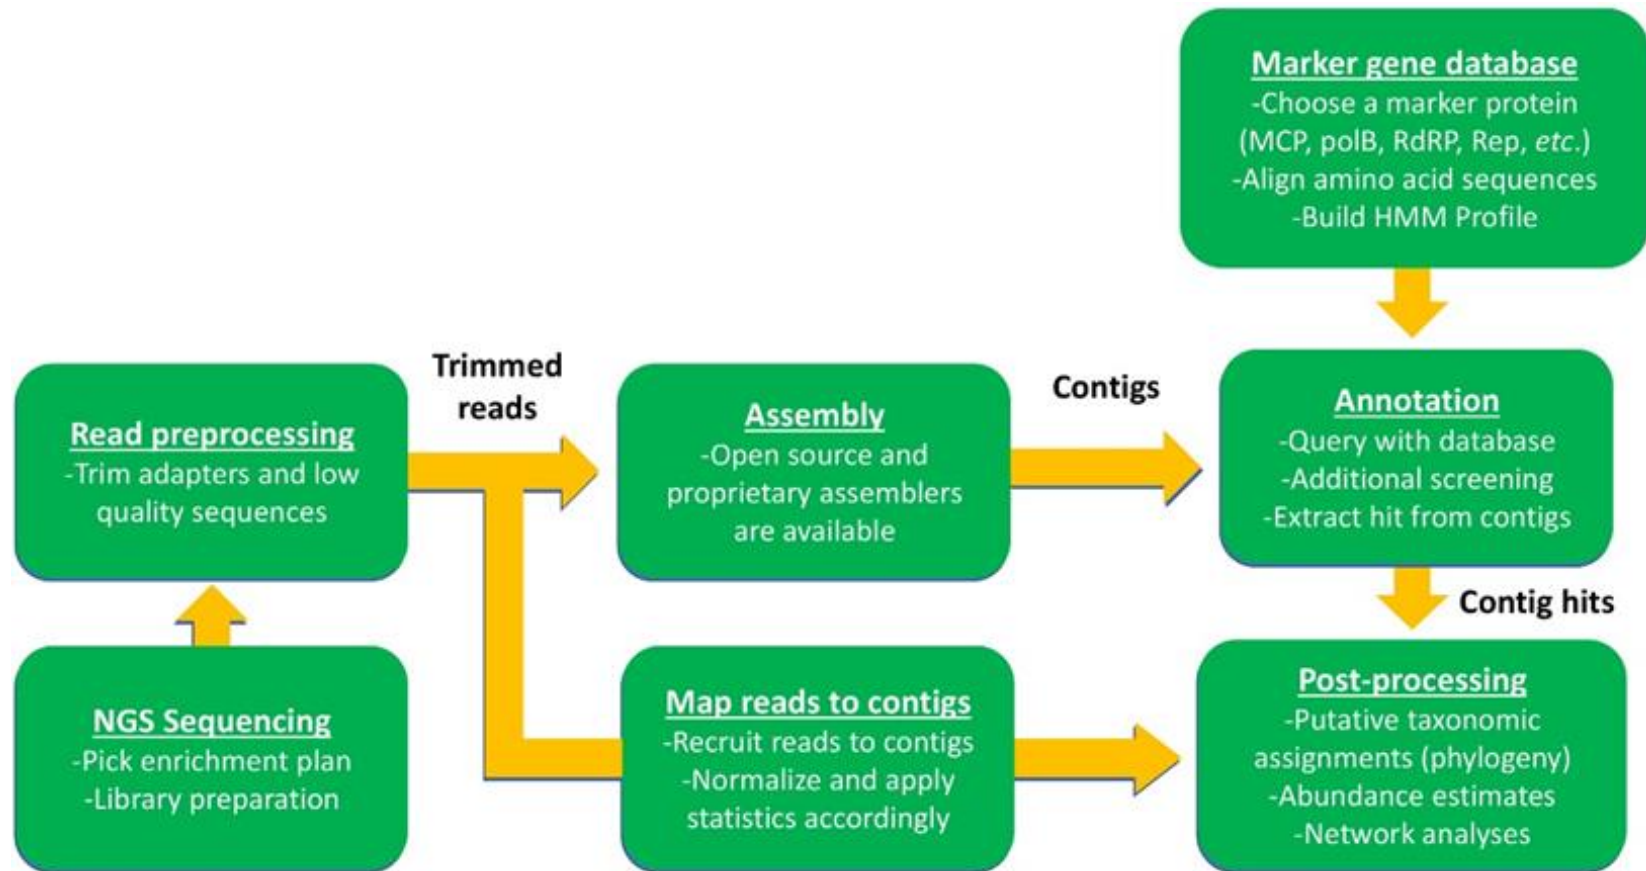 Marker gene database
-Choose a marker protein
(MCP, polB, RdRP, Rep, etc.)
-Align amino acid sequences
-Build HMM Profile
Trimmed
reads
Contigs
Read preprocessing
-Trim adapters and low
quality sequences
Assembly
-Open source and
proprietary assemblers
are available
Annotation
-Query with database
-Additional screening
-Extract hit from contigs
Contig hits
NGS Sequencing
-Pick enrichment plan
-Library preparation
Map reads to contigs
-Recruit reads to contigs
-Normalize and apply
statistics accordingly
Post-processing
-Putative taxonomic
assignments (phylogeny)
-Abundance estimates
-Network analyses